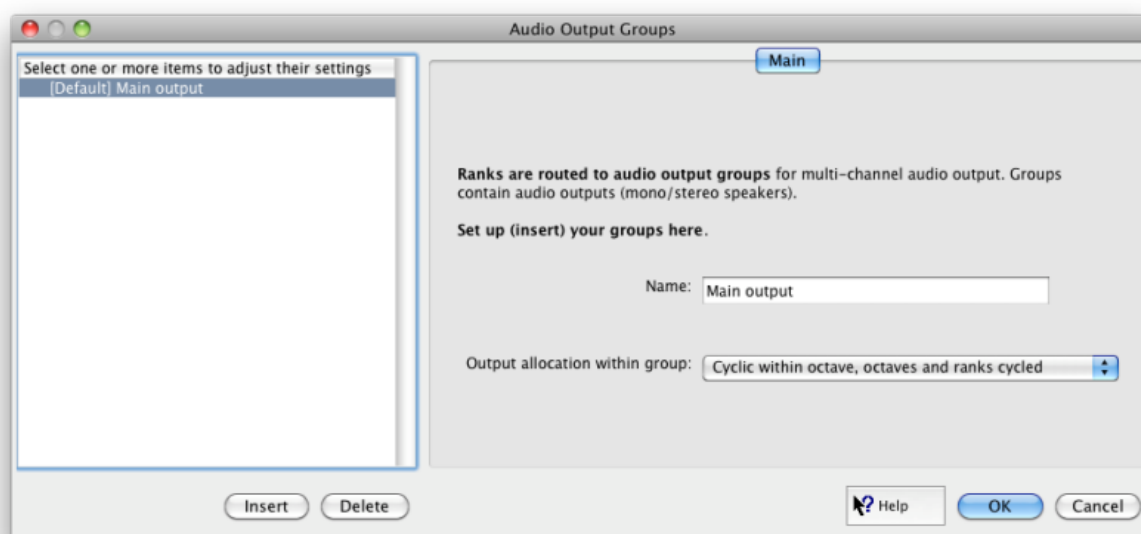 Audio Output Groups
Select one or more items to adjust their settings
[Default] Main output
Main
Ranks are routed to audio output groups for multi-channel audio output. Groups
contain audio outputs (mono/stereo speakers).
Set up (insert) your groups here.
Name: Main output
Output allocation within group: Cyclic within octave, octaves and ranks cycled
Insert Delete ? Help OK Cancel